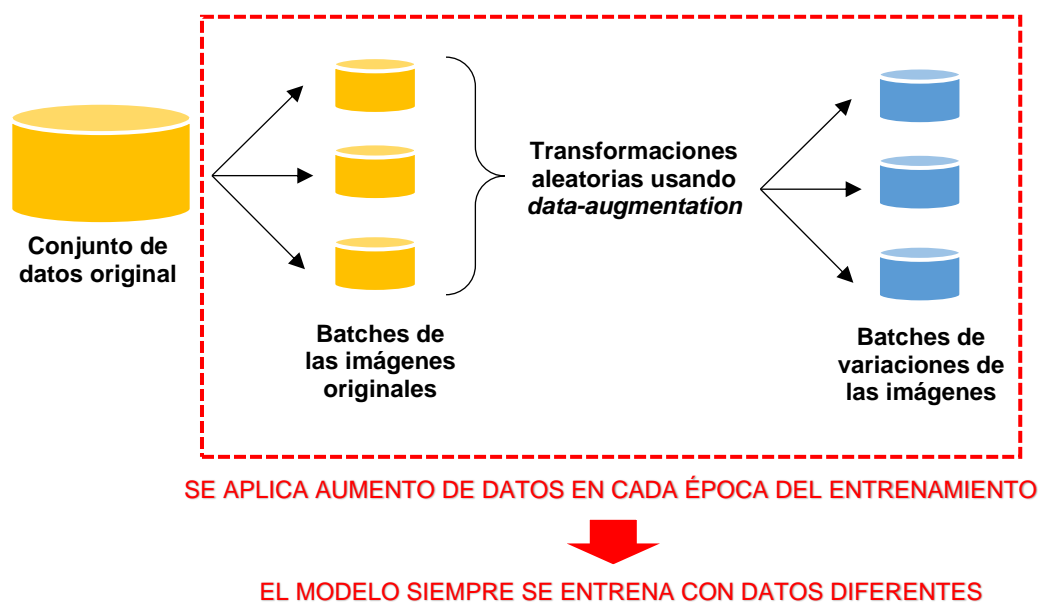 Conjunto de
datos original
Batches de
las imágenes
originales
Transformaciones
aleatorias usando
data-augmentation
Batches de
variaciones de
las imágenes
SE APLICA AUMENTO DE DATOS EN CADA ÉPOCA DEL ENTRENAMIENTO
EL MODELO SIEMPRE SE ENTRENA CON DATOS DIFERENTES